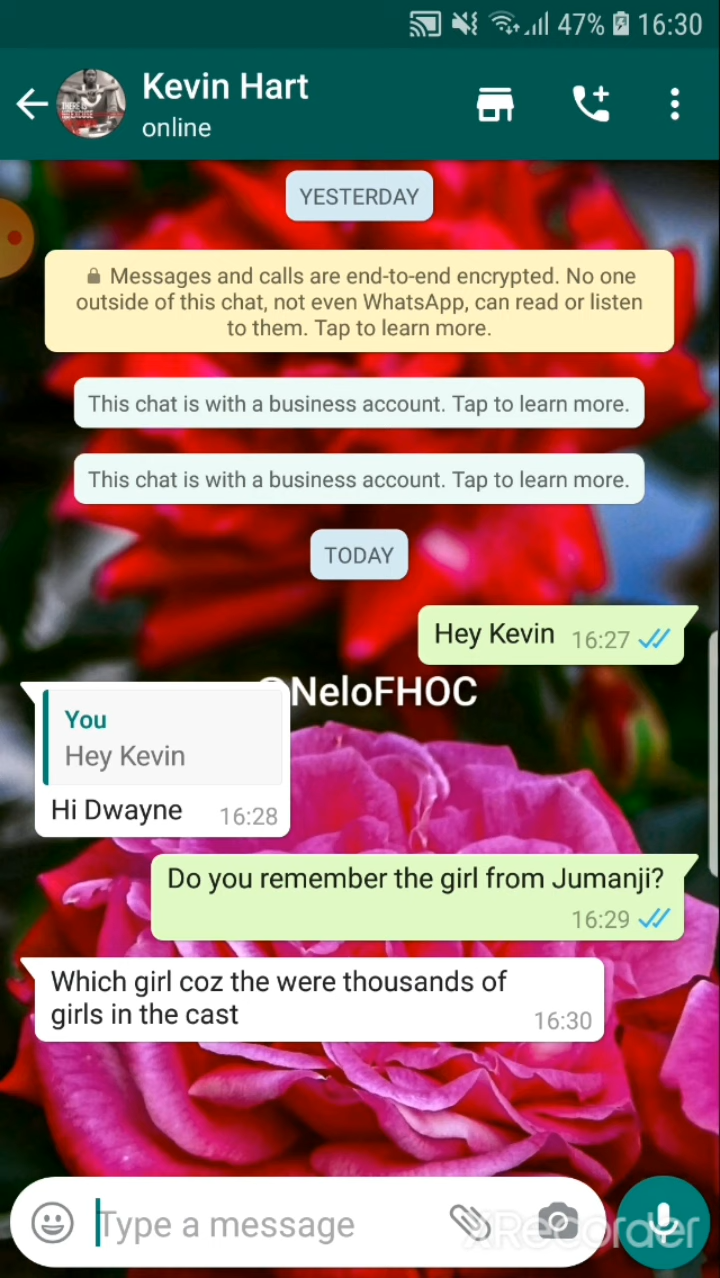 47% 16:30
Kevin Hart
online
YESTERDAY
Messages and calls are end-to-end encrypted. No one
outside of this chat, not even WhatsApp, can read or listen
to them. Tap to learn more.
This chat is with a business account. Tap to learn more.
This chat is with a business account. Tap to learn more.
TODAY
Hey Kevin 16:27
@NeloFHOC
You
Hey Kevin
Hi Dwayne 16:28
Do you remember the girl from Jumanji?
16:29
Which girl coz the were thousands of
girls in the cast 16:30
Type a message
XRecorder